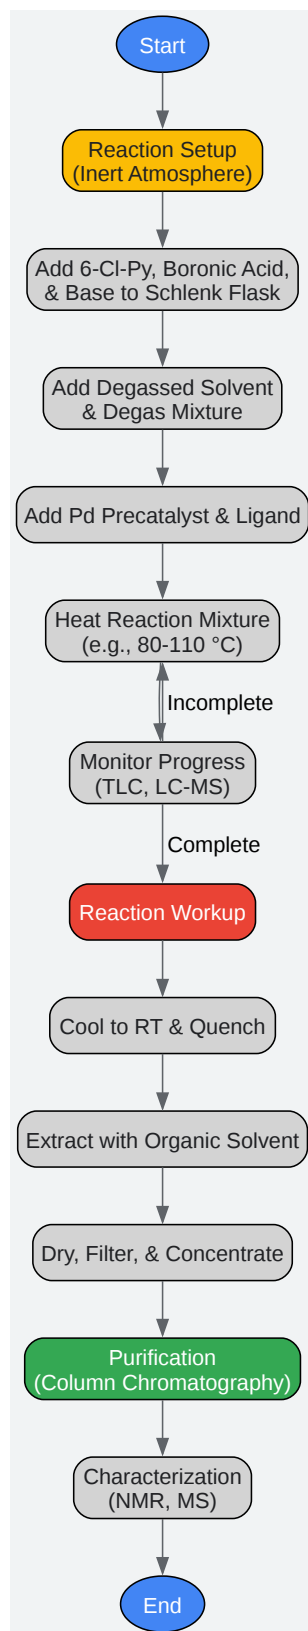 Start
Reaction Setup
(Inert Atmosphere)
Add 6-Cl-Py, Boronic Acid,
& Base to Schlenk Flask
Add Degassed Solvent
& Degas Mixture
Add Pd Precatalyst & Ligand
Heat Reaction Mixture
(e.g., 80-110 °C)
Incomplete
Monitor Progress
(TLC, LC-MS)
Complete
Reaction Workup
Cool to RT & Quench
Extract with Organic Solvent
Dry, Filter, & Concentrate
Purification
(Column Chromatography)
Characterization
(NMR, MS)
End